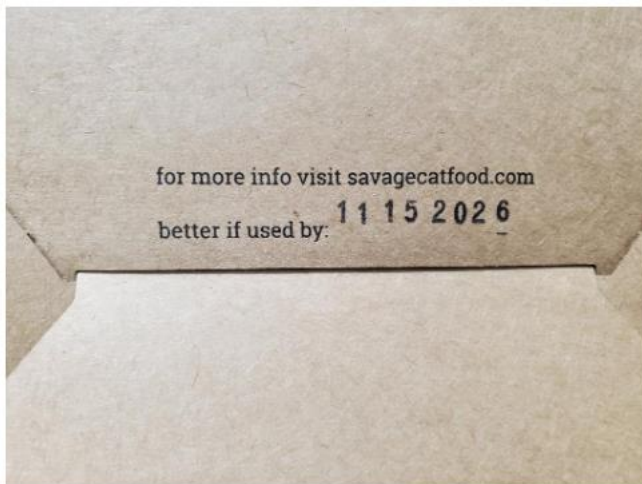 for more info visit savagecatfood.com
better if used by: 11 15 2026